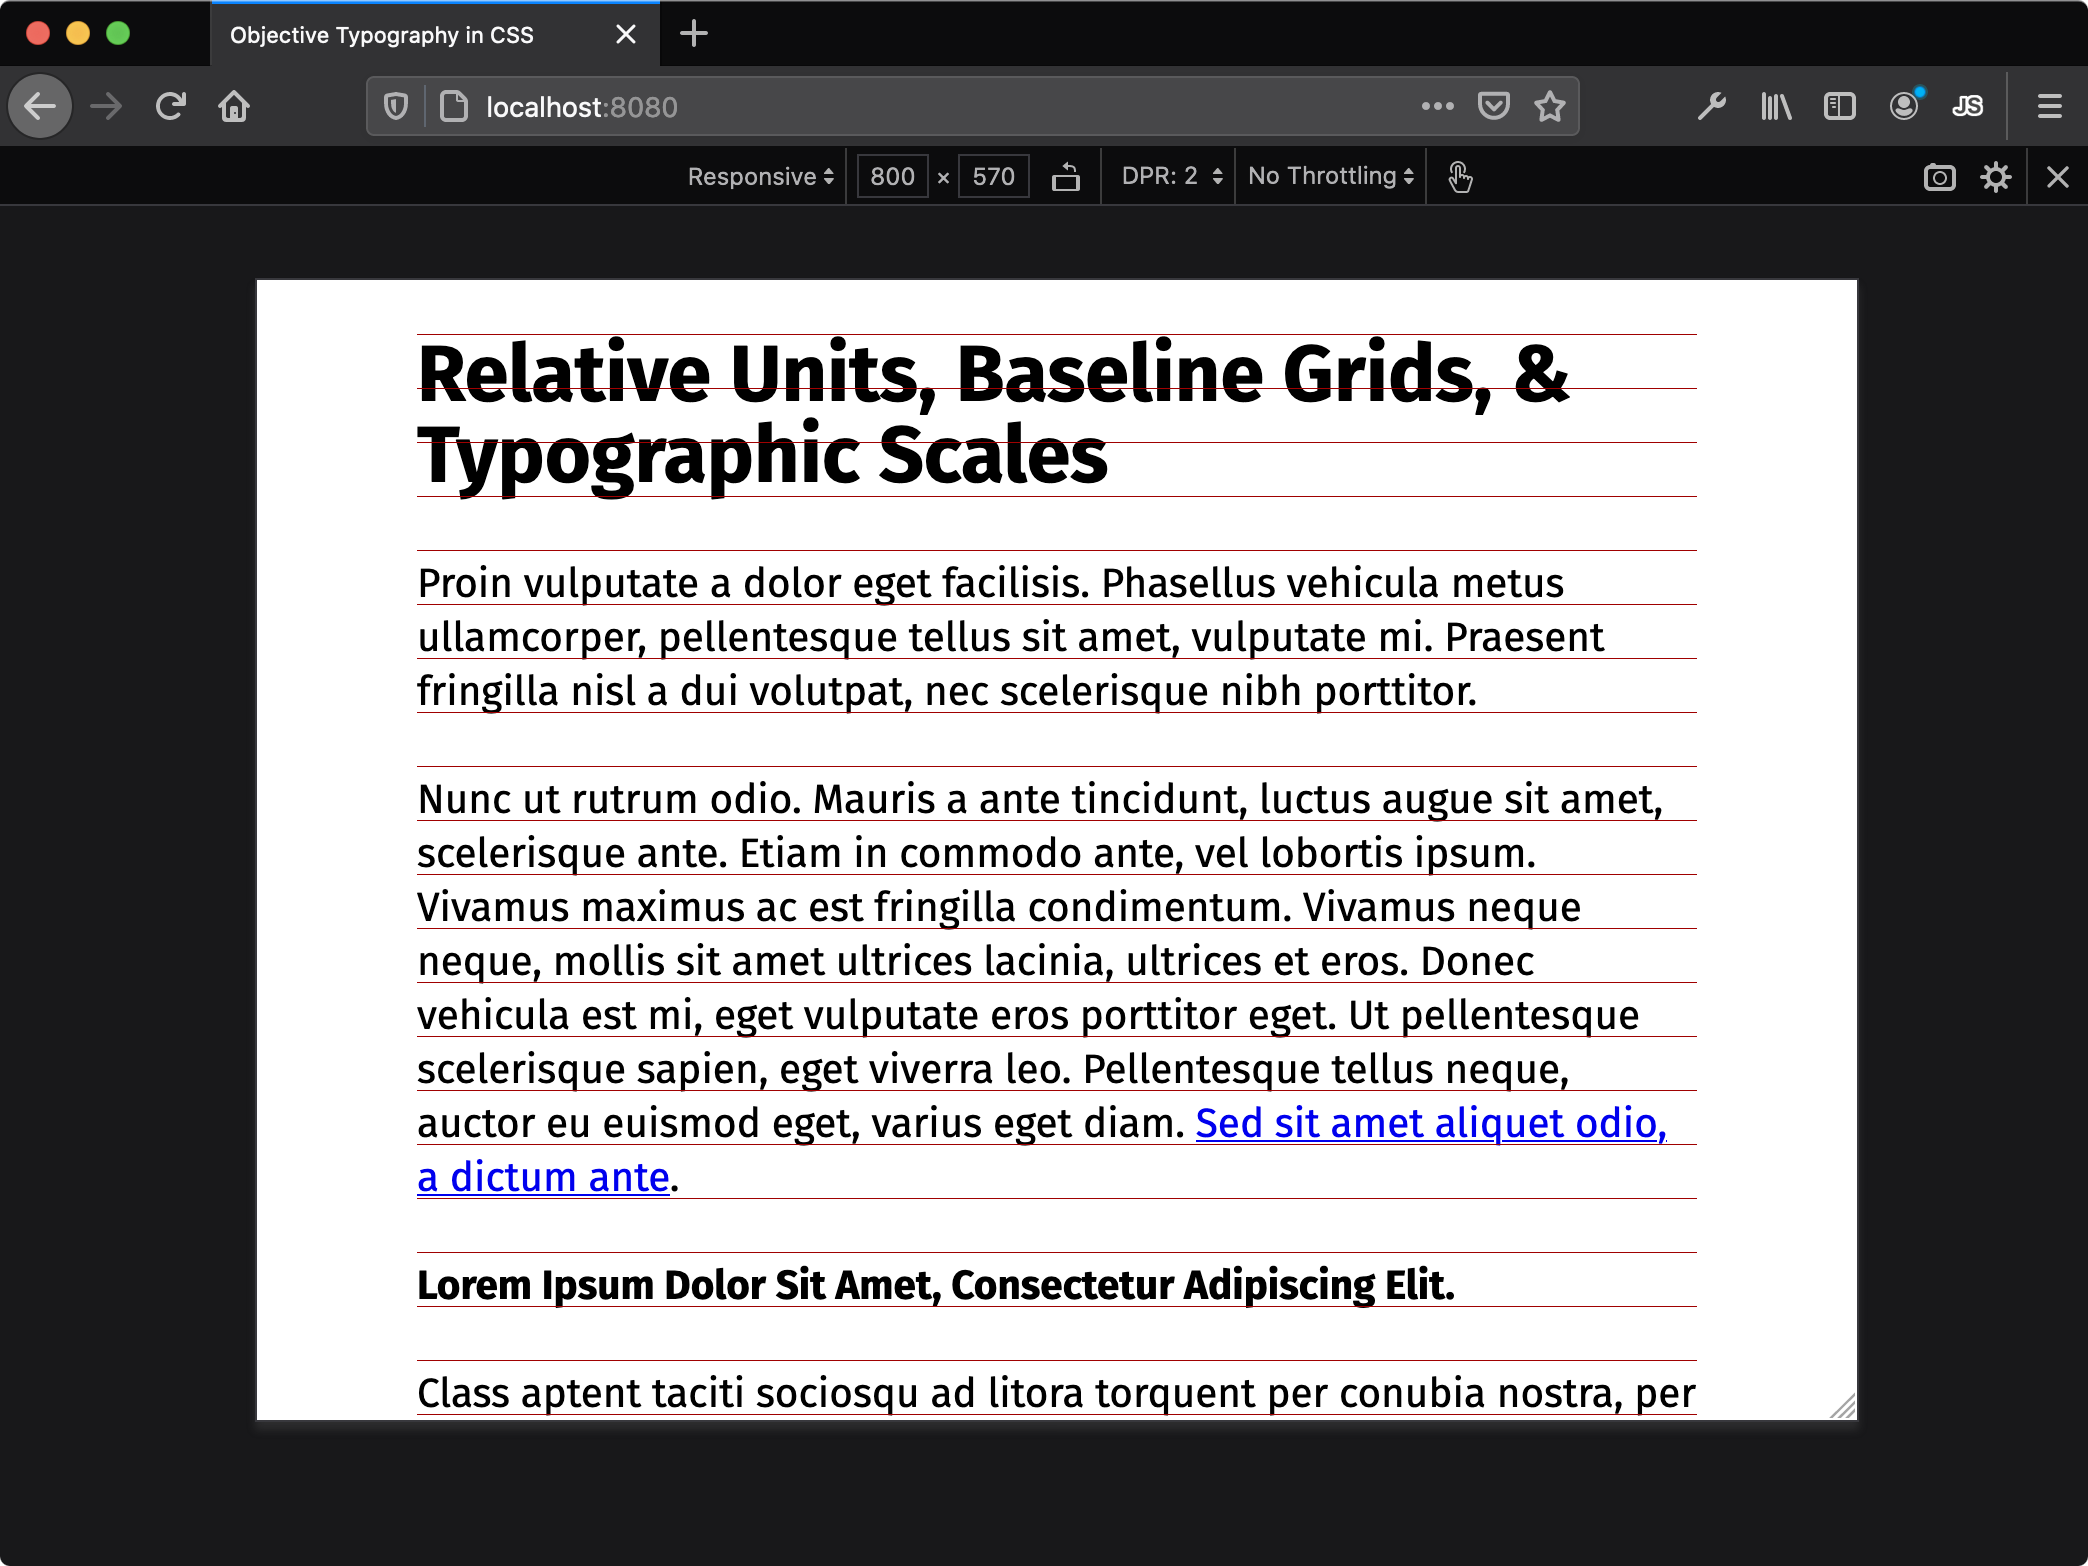 Objective Typography in CSS
localhost:8080
JS
Responsive 800 × 570 DPR: 2 No Throttling
Relative Units, Baseline Grids, &
Typographic Scales
Proin vulputate a dolor eget facilisis. Phasellus vehicula metus
ullamcorper, pellentesque tellus sit amet, vulputate mi. Praesent
fringilla nisl a dui volutpat, nec scelerisque nibh porttitor.
Nunc ut rutrum odio. Mauris a ante tincidunt, luctus augue sit amet,
scelerisque ante. Etiam in commodo ante, vel lobortis ipsum.
Vivamus maximus ac est fringilla condimentum. Vivamus neque
neque, mollis sit amet ultrices lacinia, ultrices et eros. Donec
vehicula est mi, eget vulputate eros porttitor eget. Ut pellentesque
scelerisque sapien, eget viverra leo. Pellentesque tellus neque,
auctor eu euismod eget, varius eget diam. Sed sit amet aliquet odio,
a dictum ante.
Lorem Ipsum Dolor Sit Amet, Consectetur Adipiscing Elit.
Class aptent taciti sociosqu ad litora torquent per conubia nostra, per